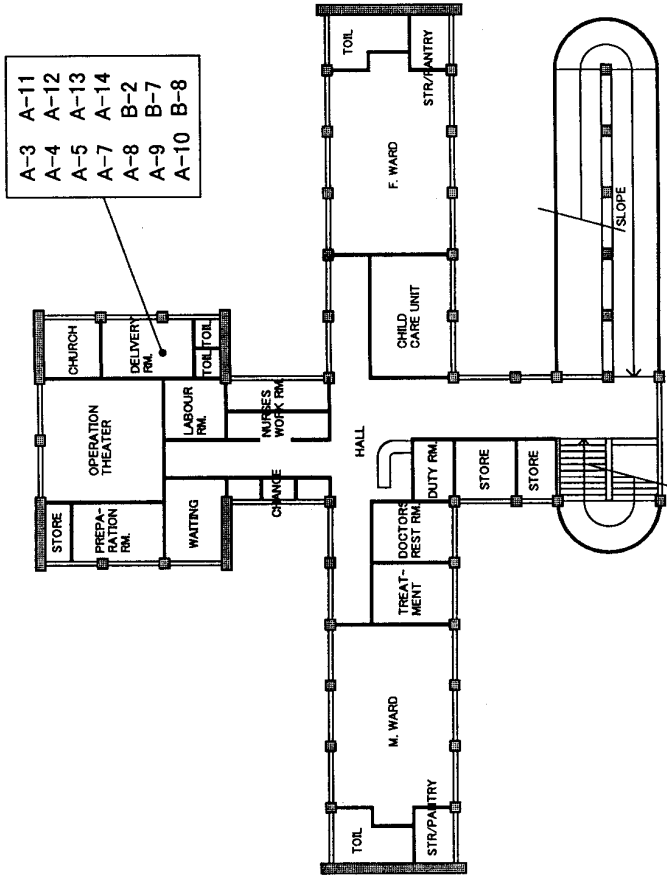 A-3 A-11
A-4 A-12
A-5 A-13
A-7 A-14
A-8 B-2
A-9 B-7
A-10 B-8
TOIL
STR/PANTRY
F. WARD
CHILD
CARE UNIT
SLOPE
CHURCH
DELIVERY
RM.
TOIL
TOIL
OPERATION
THEATER
LABOUR
RM.
NURSES
WORK RM.
HALL
STORE
PREPA-
RATION
RM.
WAITING
CHANGE
DUTY RM.
STORE
STORE
DOCTORS
REST RM.
TREAT-
MENT
M. WARD
TOIL
STR/PANTRY